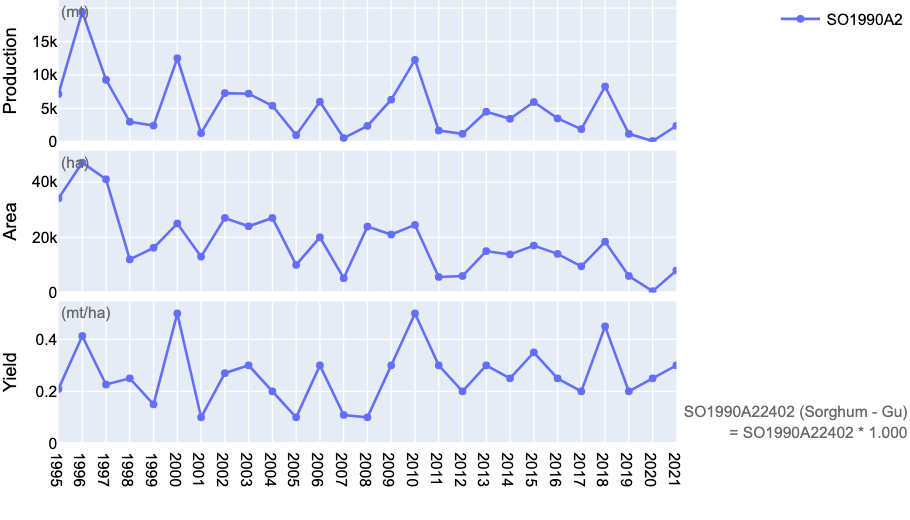 (mt)
SO1990A2
Production
15k
10k
5k
0
(ha)
Area
40k
20k
0
(mt/ha)
Yield
0.4
0.2
0
SO1990A22402 (Sorghum - Gu)
= SO1990A22402 * 1.000
1995
1996
1997
1998
1999
2000
2001
2002
2003
2004
2005
2006
2007
2008
2009
2010
2011
2012
2013
2014
2015
2016
2017
2018
2019
2020
2021